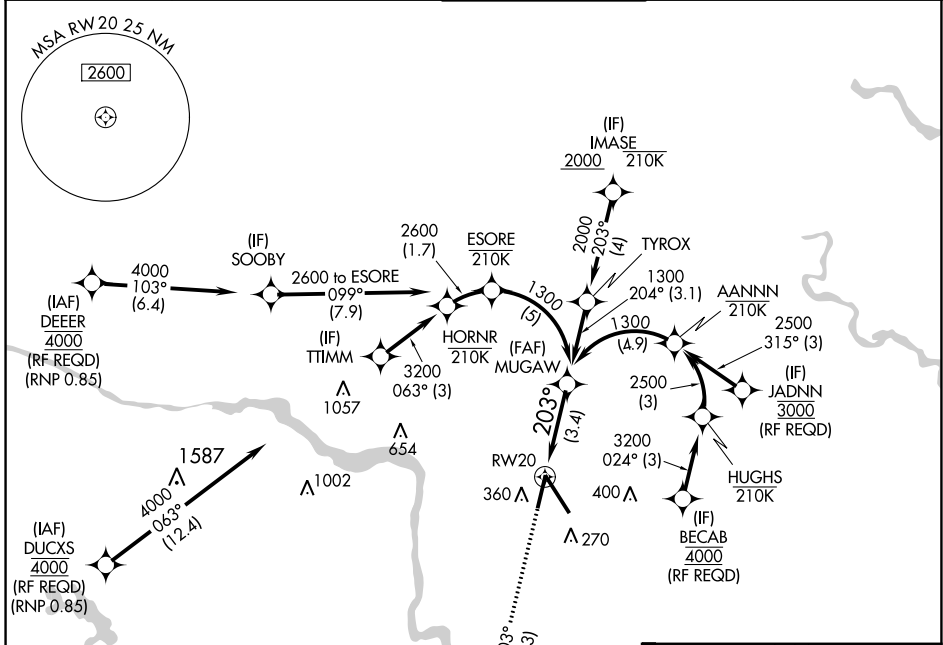 MSA RW20 25 NM
2600
(IF)
IMASE
2000
210K
2000
203°
(4)
TYROX
1300
204° (3.1)
(IF)
SOOBY
2600
(1.7)
ESORE
210K
4000
103°
(6.4)
2600 to ESORE
099°
(7.9)
1300
(5)
AANNN
210K
1300
(4.9)
2500
315° (3)
(IAF)
DEEER
4000
(RF REQD)
(RNP 0.85)
(IF)
TTIMM
HORNR
210K
(FAF)
MUGAW
3200
063° (3)
2500
(3)
(IF)
JADNN
3000
(RF REQD)
1057
654
203°
(3.4)
3200
024° (3)
HUGHS
210K
1587
1002
RW20
360
400
270
(IF)
BECAB
4000
(RF REQD)
4000
063°
(12.4)
(IAF)
DUCXS
4000
(RF REQD)
(RNP 0.85)
03°
3)